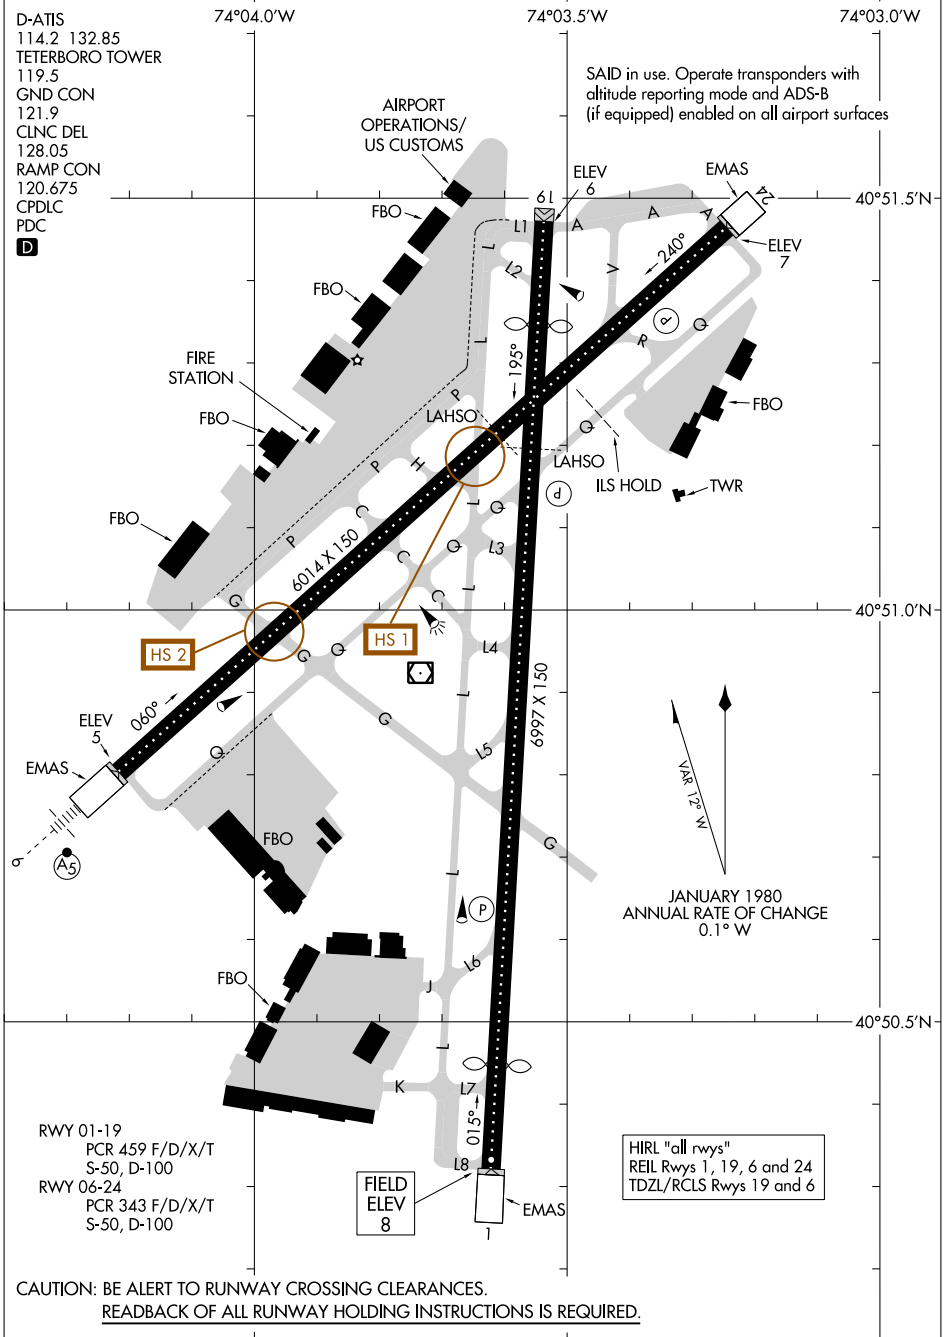 74°04.0'W
74°03.5'W
74°03.0'W
D-ATIS
114.2 132.85
TETERBORO TOWER
119.5
GND CON
121.9
CLNC DEL
128.05
RAMP CON
120.675
CPDLC
PDC
D
SAID in use. Operate transponders with
altitude reporting mode and ADS-B
(if equipped) enabled on all airport surfaces
AIRPORT
OPERATIONS/
US CUSTOMS
ELEV
6
EMAS
24
19
40°51.5'N
FBO
L1
A
A
A
ELEV
7
L
L2
V
240°
FBO
P
Q
R
L
195°
FIRE
STATION
P
LAHSO
FBO
FBO
Q
LAHSO
P
H
ILS HOLD
P
TWR
L
Q
FBO
C
P
6014 X 150
Q
L3
C
L
C
G
40°51.0'N
HS 1
HS 2
G
Q
L4
6997 X 150
L
060°
G
ELEV
5
Q
L5
EMAS
VAR 12° W
FBO
G
6
A5
L
JANUARY 1980
ANNUAL RATE OF CHANGE
0.1° W
P
L6
FBO
J
40°50.5'N
L
K
L7
015°
RWY 01-19
PCR 459 F/D/X/T
S-50, D-100
RWY 06-24
PCR 343 F/D/X/T
S-50, D-100
L8
HIRL "all rwys"
REIL Rwys 1, 19, 6 and 24
TDZL/RCLS Rwys 19 and 6
FIELD
ELEV
8
EMAS
1
CAUTION: BE ALERT TO RUNWAY CROSSING CLEARANCES.
READBACK OF ALL RUNWAY HOLDING INSTRUCTIONS IS REQUIRED.